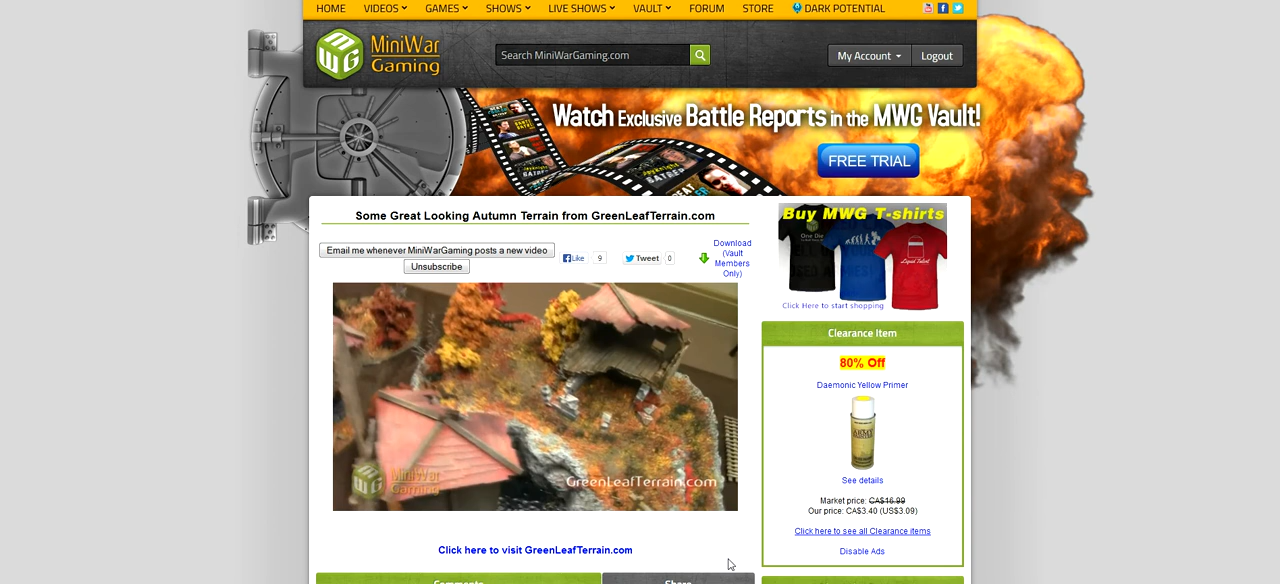 HOME VIDEOS GAMES SHOWS LIVE SHOWS VAULT FORUM STORE DARK POTENTIAL
MiniWar
Gaming
Search MiniWarGaming.com
My Account
Logout
Watch Exclusive Battle Reports in the MWG Vault!
FREE TRIAL
Some Great Looking Autumn Terrain from GreenLeafTerrain.com
Email me whenever MiniWarGaming posts a new video
Unsubscribe
Like 9
Tweet 0
Download
(Vault
Members
Only)
MiniWar
Gaming
GreenLeafTerrain.com
Click here to visit GreenLeafTerrain.com
Comments
Share
Buy MWG T-shirts
Click Here to start shopping
Clearance Item
80% Off
Daemonic Yellow Primer
See details
Market price: CA$16.99
Our price: CA$3.40 (US$3.09)
Click here to see all Clearance items
Disable Ads